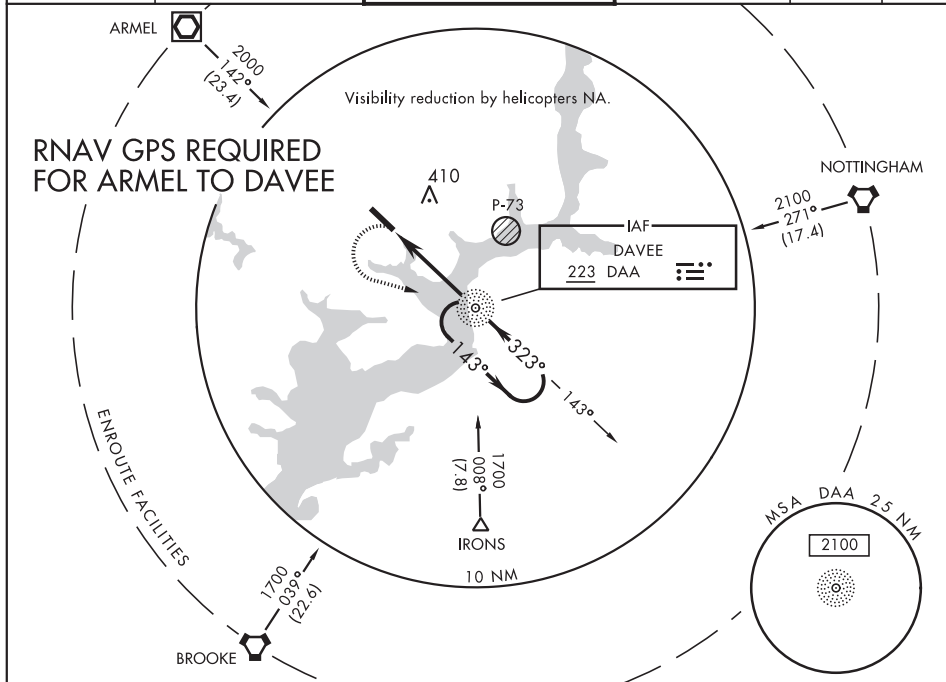 ARMEL
2000
142°
(23.4)
Visibility reduction by helicopters NA.
RNAV GPS REQUIRED
FOR ARMEL TO DAVEE
410
P-73
NOTTINGHAM
2100
271°
(17.4)
IAF
DAVEE
223 DAA
143°
323°
143°
1700
008°
(7.8)
IRONS
10 NM
ENROUTE FACILITIES
1700
039°
(22.6)
BROOKE
MSA DAA 25 NM
2100